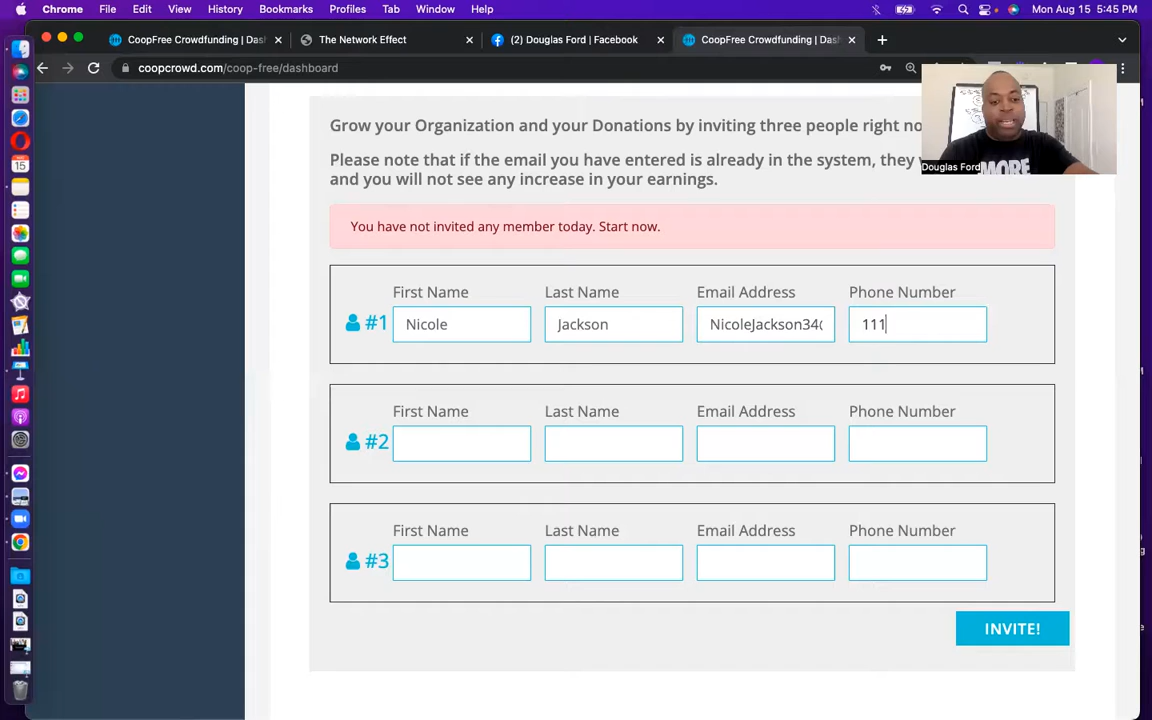 Chrome File Edit View History Bookmarks Profiles Tab Window Help Mon Aug 15 5:45 PM
CoopFree Crowdfunding | Das The Network Effect (2) Douglas Ford | Facebook CoopFree Crowdfunding | Das
coopcrowd.com/coop-free/dashboard
Grow your Organization and your Donations by inviting three people right no
Please note that if the email you have entered is already in the system, they
and you will not see any increase in your earnings.
Douglas Ford
MORE
15
You have not invited any member today. Start now.
First Name Last Name Email Address Phone Number
#1 Nicole Jackson NicoleJackson34 111
First Name Last Name Email Address Phone Number
#2
First Name Last Name Email Address Phone Number
#3
INVITE!